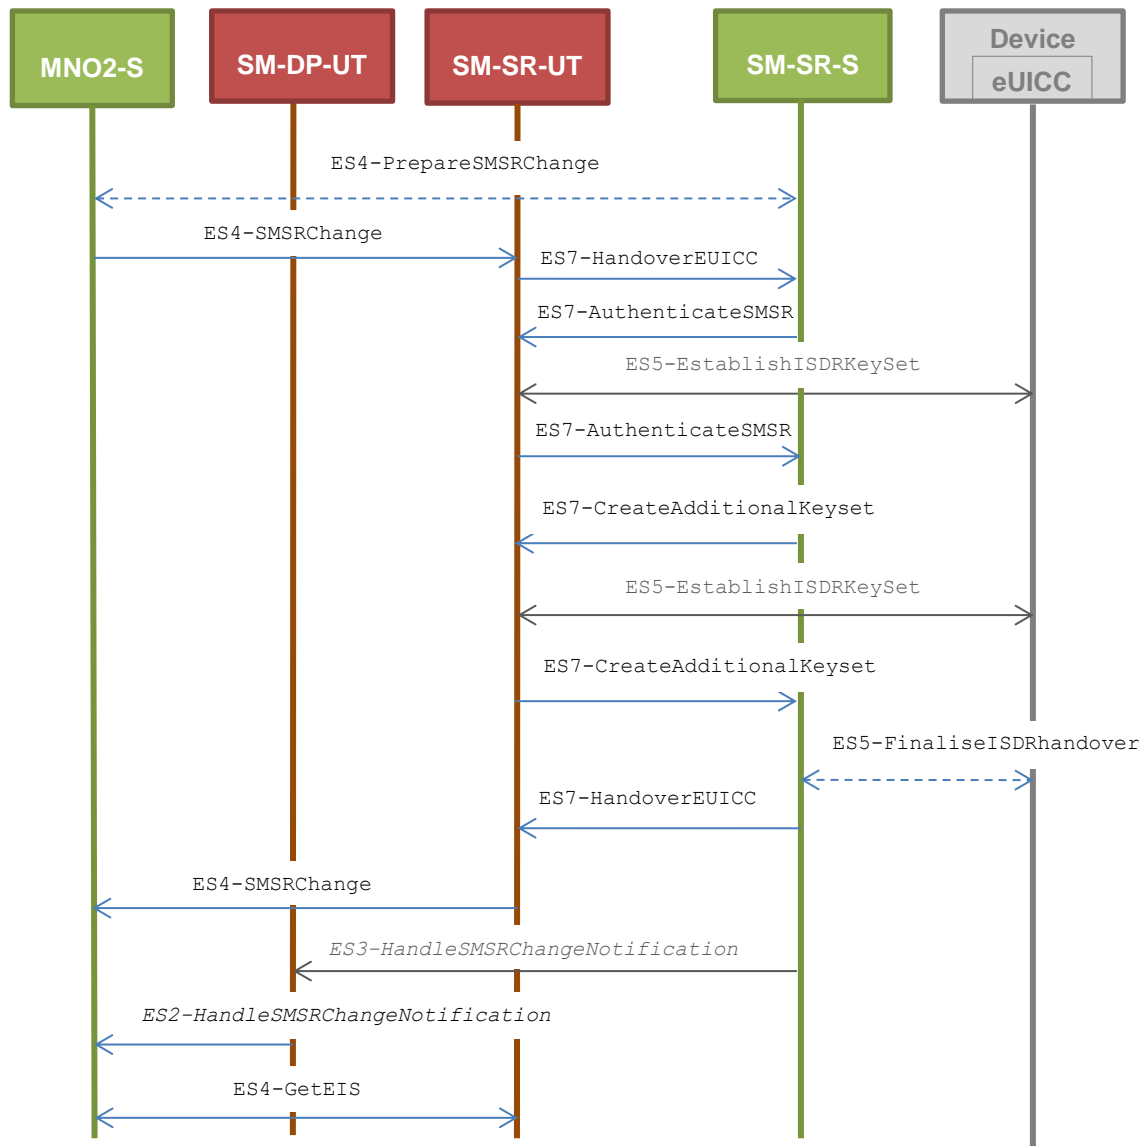 MNO2-S
SM-DP-UT
SM-SR-UT
SM-SR-S
Device
eUICC
ES4-PrepareSMSRChange
ES4-SMSRChange
ES7-HandoverEUICC
ES7-AuthenticateSMSR
ES5-EstablishISDRKeySet
ES7-AuthenticateSMSR
ES7-CreateAdditionalKeyset
ES5-EstablishISDRKeySet
ES7-CreateAdditionalKeyset
ES5-FinaliseISDRhandover
ES7-HandoverEUICC
ES4-SMSRChange
ES3-HandleSMSRChangeNotification
ES2-HandleSMSRChangeNotification
ES4-GetEIS